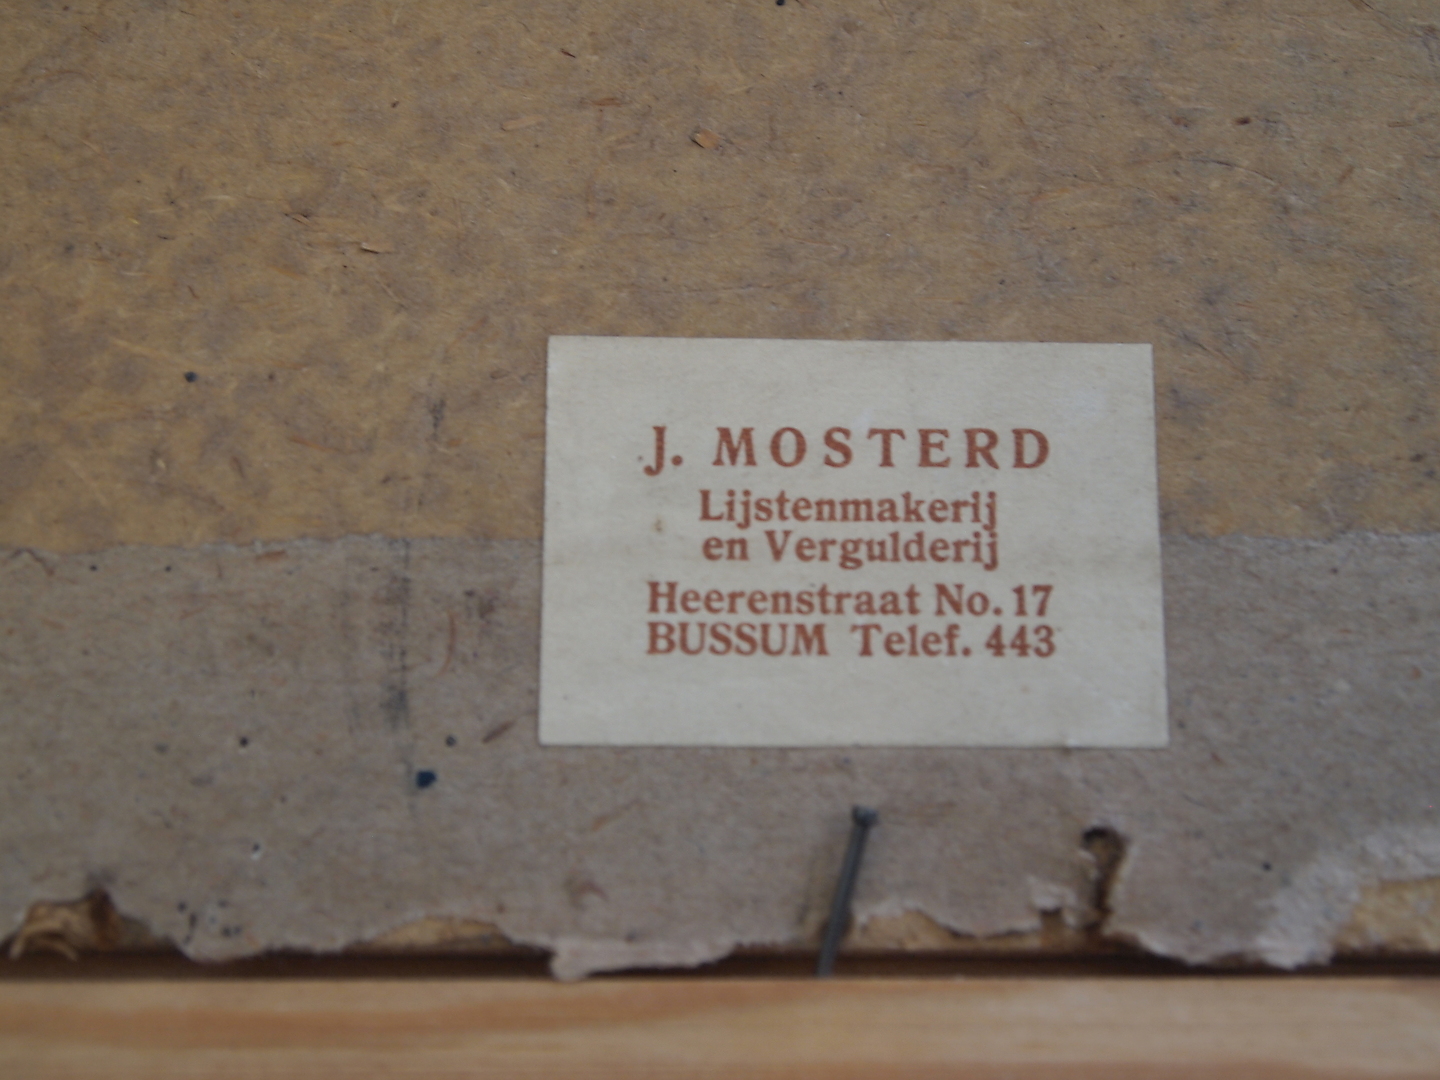 J. MOSTERD
Lijstenmakerij
en Vergulderij
Heerenstraat No. 17
BUSSUM Telef. 443